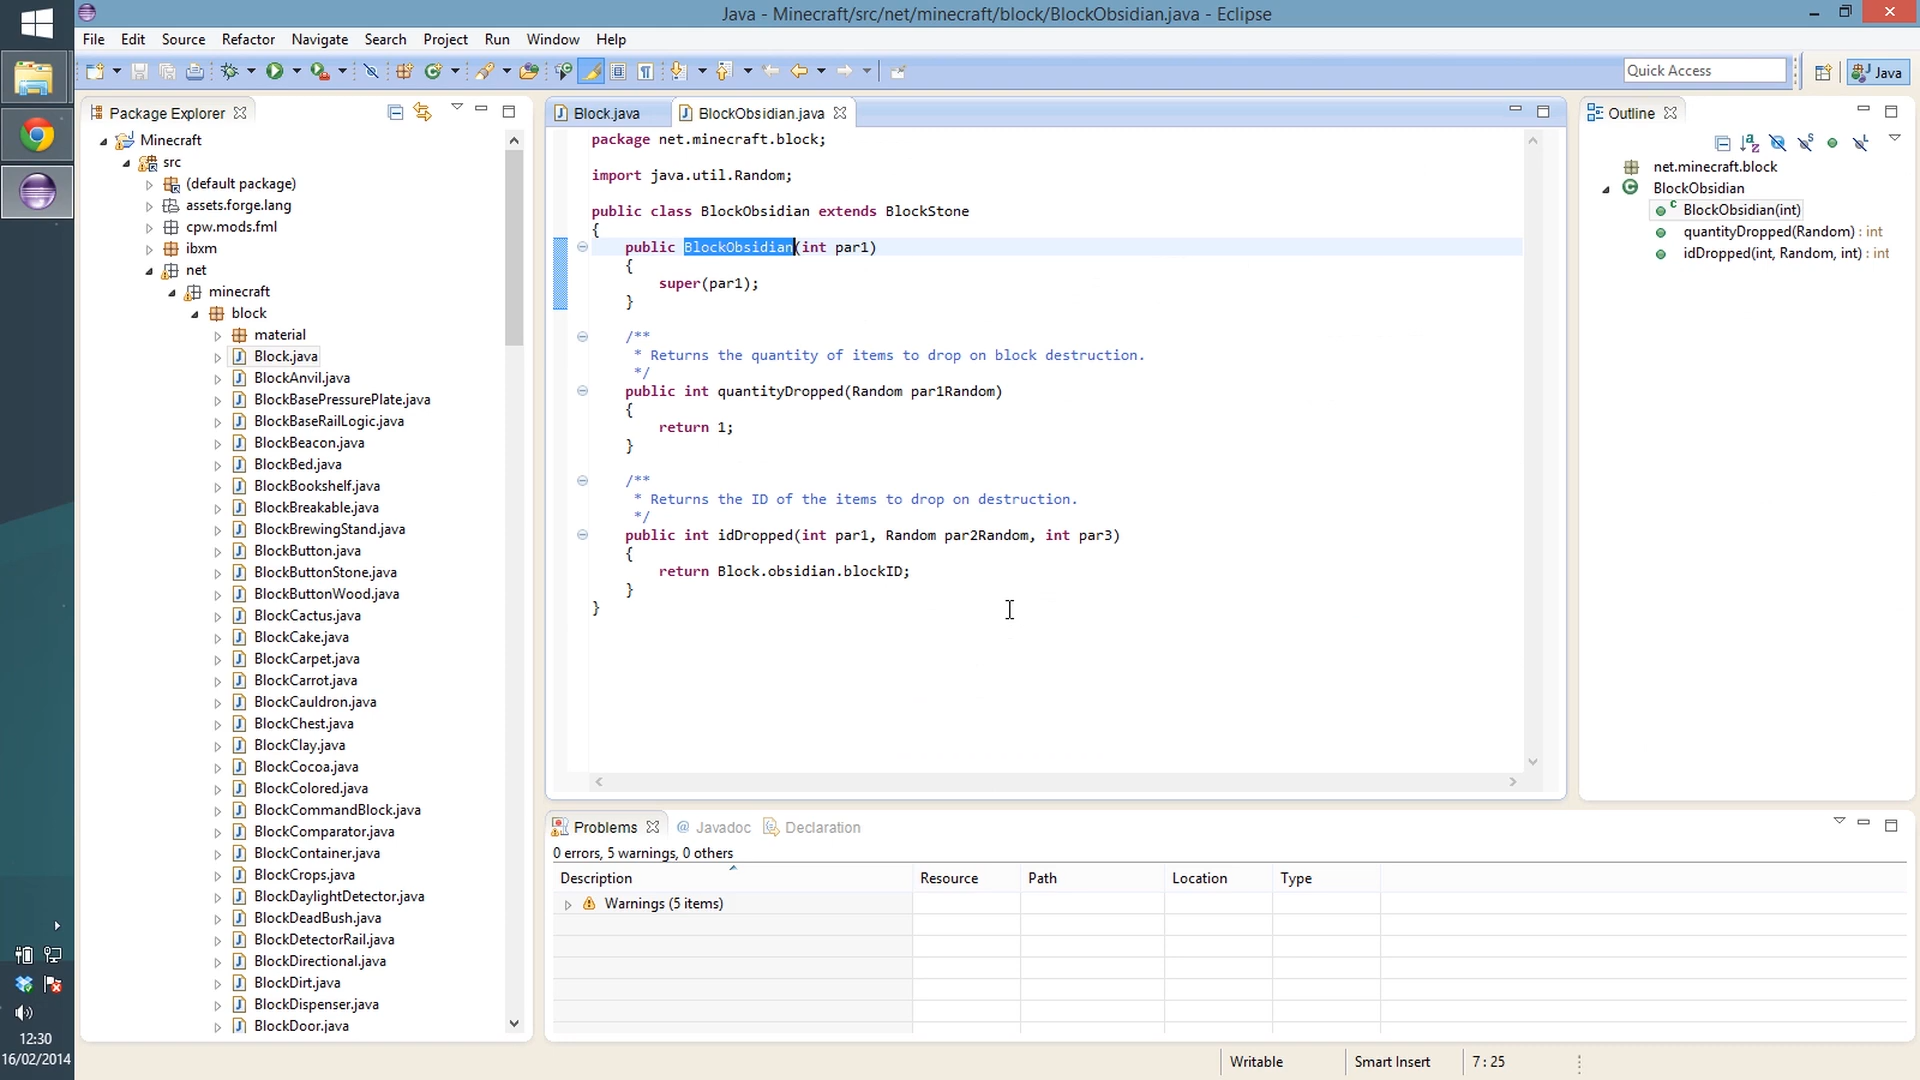 Java - Minecraft/src/net/minecraft/block/BlockObsidian.java - Eclipse
File Edit Source Refactor Navigate Search Project Run Window Help
Quick Access
Java
Package Explorer
Minecraft
src
(default package)
assets.forge.lang
cpw.mods.fml
ibxm
net
minecraft
block
material
Block.java
BlockAnvil.java
BlockBasePressurePlate.java
BlockBaseRailLogic.java
BlockBeacon.java
BlockBed.java
BlockBookshelf.java
BlockBreakable.java
BlockBrewingStand.java
BlockButton.java
BlockButtonStone.java
BlockButtonWood.java
BlockCactus.java
BlockCake.java
BlockCarpet.java
BlockCarrot.java
BlockCauldron.java
BlockChest.java
BlockClay.java
BlockCocoa.java
BlockColored.java
BlockCommandBlock.java
BlockComparator.java
BlockContainer.java
BlockCrops.java
BlockDaylightDetector.java
BlockDeadBush.java
BlockDetectorRail.java
BlockDirectional.java
BlockDirt.java
BlockDispenser.java
BlockDoor.java
Block.java
BlockObsidian.java
package net.minecraft.block;
import java.util.Random;
public class BlockObsidian extends BlockStone
{
public BlockObsidian(int par1)
{
super(par1);
}
/**
* Returns the quantity of items to drop on block destruction.
*/
public int quantityDropped(Random par1Random)
{
return 1;
}
/**
* Returns the ID of the items to drop on destruction.
*/
public int idDropped(int par1, Random par2Random, int par3)
{
return Block.obsidian.blockID;
}
}
Outline
net.minecraft.block
BlockObsidian
BlockObsidian(int)
quantityDropped(Random) : int
idDropped(int, Random, int) : int
Problems @ Javadoc Declaration
0 errors, 5 warnings, 0 others
Description Resource Path Location Type
Warnings (5 items)
Writable Smart Insert 7 : 25
12:30
16/02/2014